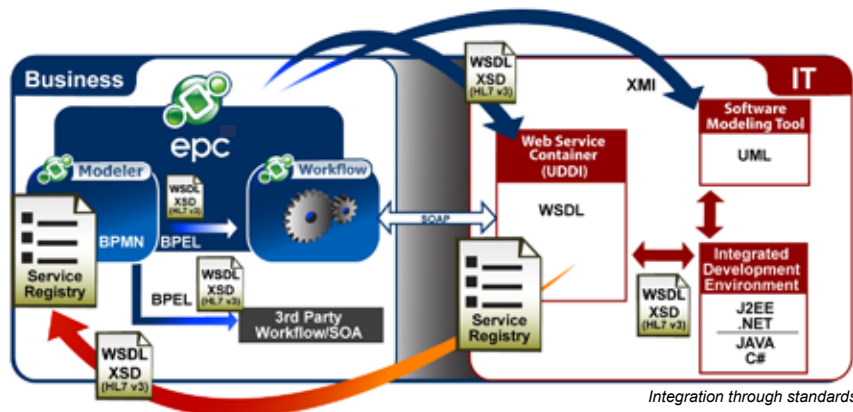 Business
epc
Modeler
BPMN
WSDL
XSD
(HL7 v3)
BPEL
Workflow
Service
Registry
BPEL
WSDL
XSD
(HL7 v3)
3rd Party
Workflow/SOA
WSDL
XSD
(HL7 v3)
SOAP
WSDL
XSD
(HL7 v3)
XMI
IT
Web Service
Container
(UDDI)
WSDL
Service
Registry
Software
Modeling Tool
UML
WSDL
XSD
(HL7 v3)
Integrated
Development
Environment
J2EE
.NET
JAVA
C#
Integration through standards